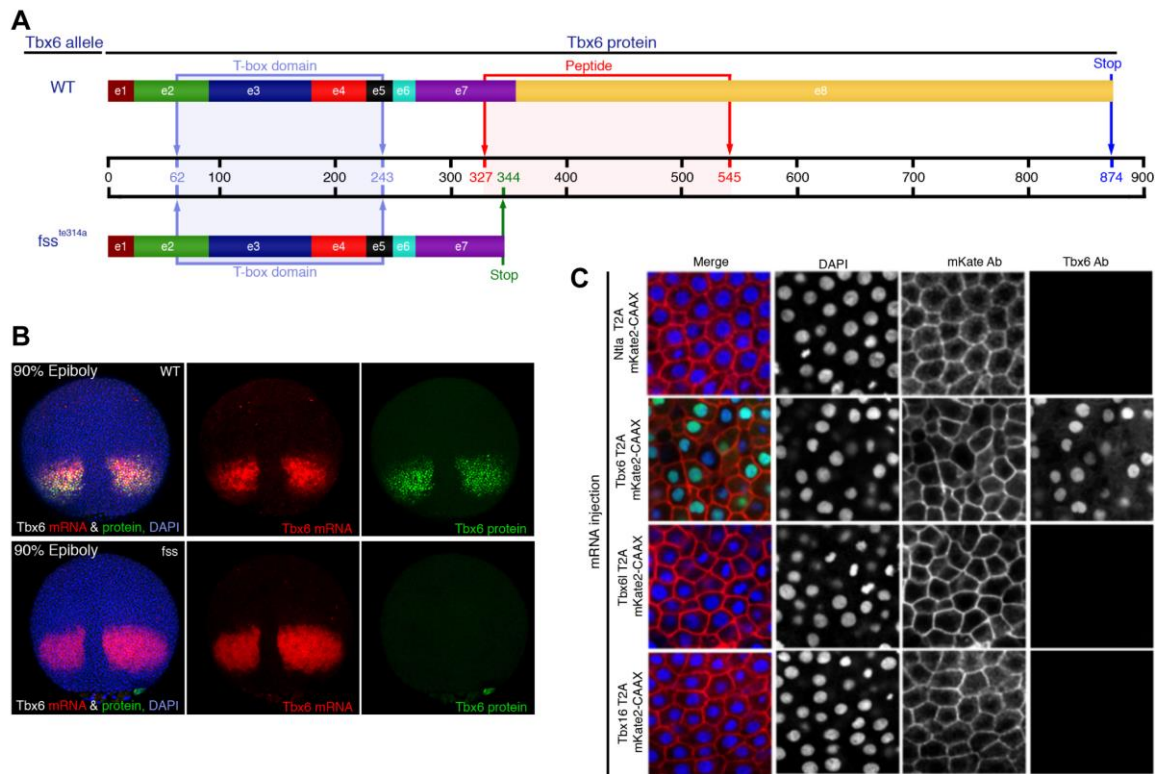 A
Tbx6 allele Tbx6 protein
T-box domain Peptide Stop
WT e1 e2 e3 e4 e5 e6 e7 e8
0 62 100 200 243 300 327 344 400 500 545 600 700 800 874 900
fss te314a e1 e2 e3 e4 e5 e6 e7
T-box domain Stop
B
90% Epiboly WT
Tbx6 mRNA & protein, DAPI Tbx6 mRNA Tbx6 protein
90% Epiboly fss
Tbx6 mRNA & protein, DAPI Tbx6 mRNA Tbx6 protein
C
Merge DAPI mKate Ab Tbx6 Ab
mRNA injection
Ntla T2A
mKate2-CAAX
Tbx6 T2A
mKate2-CAAX
Tbx6l T2A
mKate2-CAAX
Tbx16 T2A
mKate2-CAAX